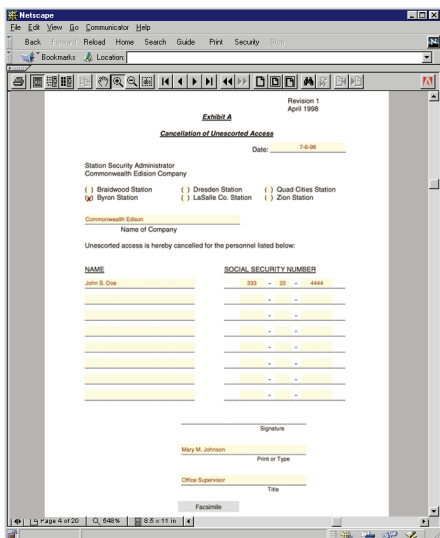 Netscape
File Edit View Go Communicator Help
Back Forward Reload Home Search Guide Print Security Stop
N
Bookmarks Location:
Revision 1
April 1998
Exhibit A
Cancellation of Unescorted Access
Date: 7-6-98
Station Security Administrator
Commonwealth Edision Company
( ) Braidwood Station ( ) Dresden Station ( ) Quad Cities Station
(x) Byron Station ( ) LaSalle Co. Station ( ) Zion Station
Commonwealth Edison
Name of Company
Unescorted access is hereby cancelled for the personnel listed below:
NAME SOCIAL SECURITY NUMBER
John S. Doe 333 - 22 - 4444
- -
- -
- -
- -
- -
- -
- -
Signature
Mary M. Johnson
Print or Type
Office Supervisor
Title
Facsimile
Page 4 of 20 548% 8.5 x 11 in